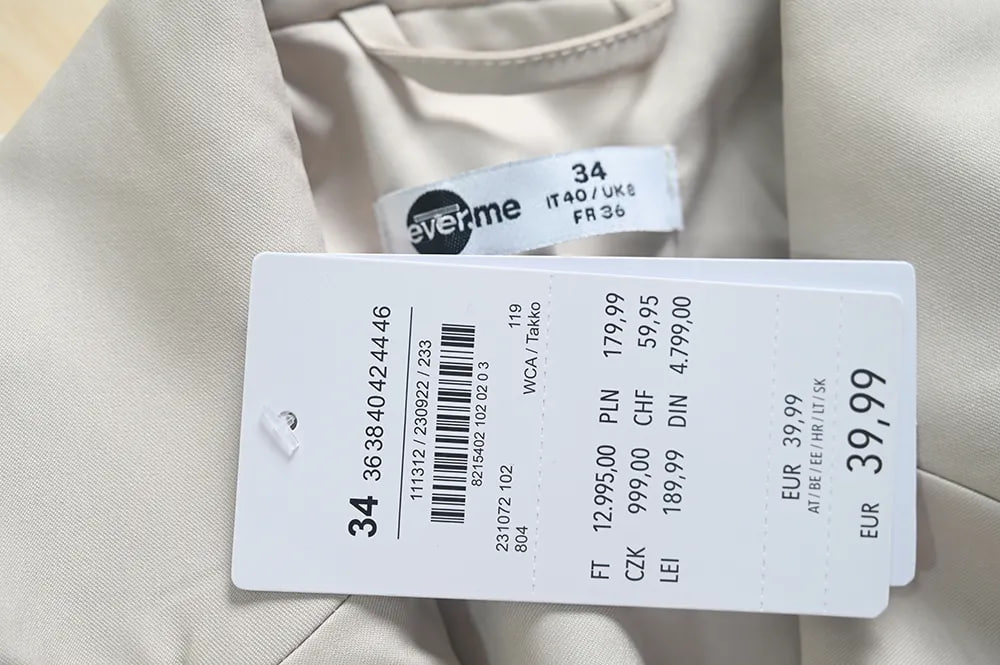 ever.me
34
IT 40 / UK 8
FR 36
34 36 38 40 42 44 46
111312 / 230922 / 233
8215402 102 02 0 3
231072 102
804
119
WCA / Takko
FT 12.995,00 PLN 179,99
CZK 999,00 CHF 59,95
LEI 189,99 DIN 4.799,00
EUR 39,99
AT / BE / EE / HR / LT / SK
EUR 39,99